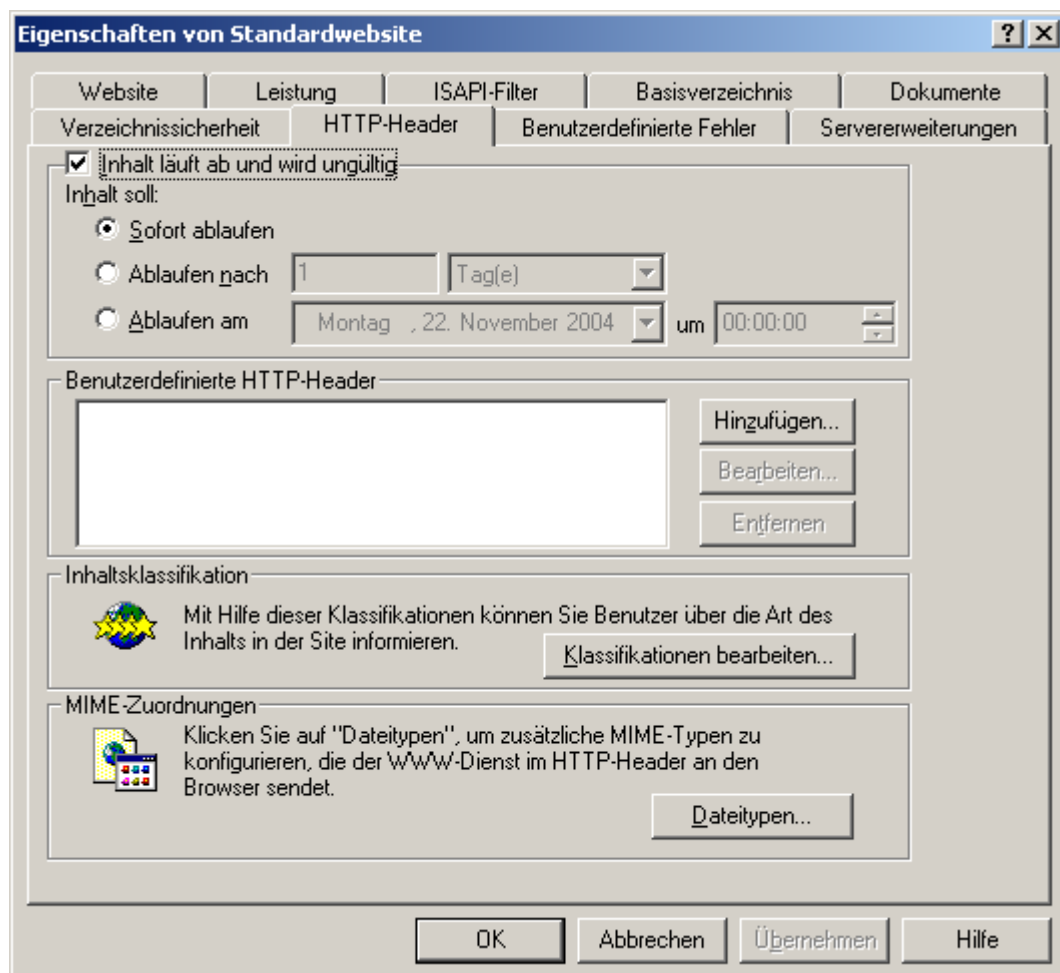 Eigenschaften von Standardwebsite
Website
Leistung
ISAPI-Filter
Basisverzeichnis
Dokumente
Verzeichnissicherheit
HTTP-Header
Benutzerdefinierte Fehler
Servererweiterungen
Inhalt läuft ab und wird ungültig
Inhalt soll:
Sofort ablaufen
Ablaufen nach 1 Tag(e)
Ablaufen am Montag , 22. November 2004 um 00:00:00
Benutzerdefinierte HTTP-Header
Hinzufügen...
Bearbeiten...
Entfernen
Inhaltsklassifikation
Mit Hilfe dieser Klassifikationen können Sie Benutzer über die Art des
Inhalts in der Site informieren.
Klassifikationen bearbeiten...
MIME-Zuordnungen
Klicken Sie auf "Dateitypen", um zusätzliche MIME-Typen zu
konfigurieren, die der WWW-Dienst im HTTP-Header an den
Browser sendet.
Dateitypen...
OK
Abbrechen
Übernehmen
Hilfe